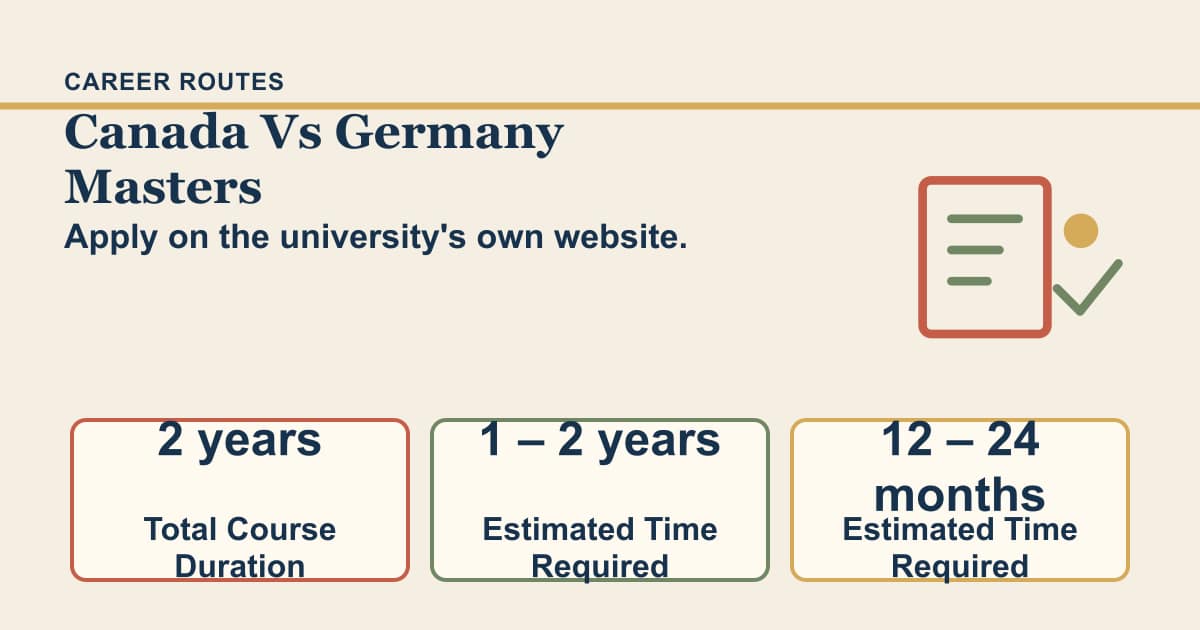 CAREER ROUTES
Canada Vs Germany
Masters
Apply on the university's own website.
2 years
Total Course
Duration
1 – 2 years
Estimated Time
Required
12 – 24
months
Estimated Time
Required